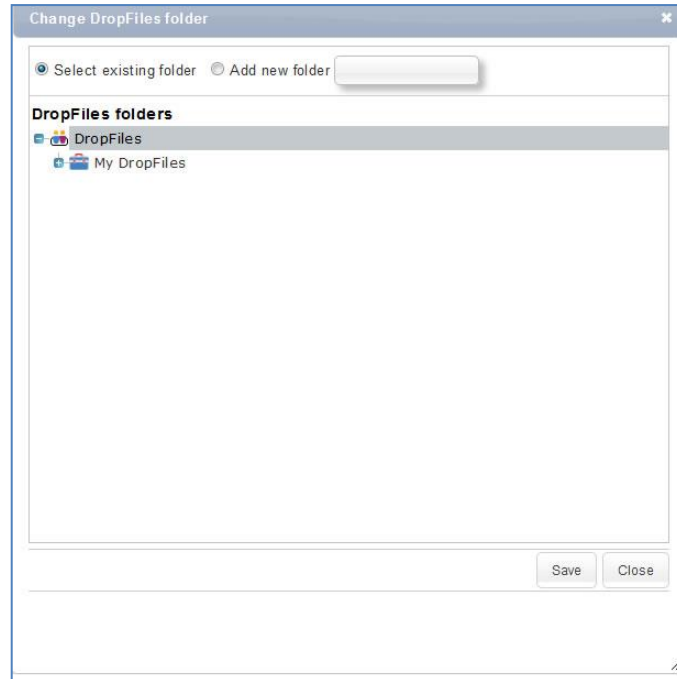 Change DropFiles folder
Select existing folder Add new folder
DropFiles folders
DropFiles
My DropFiles
Save Close